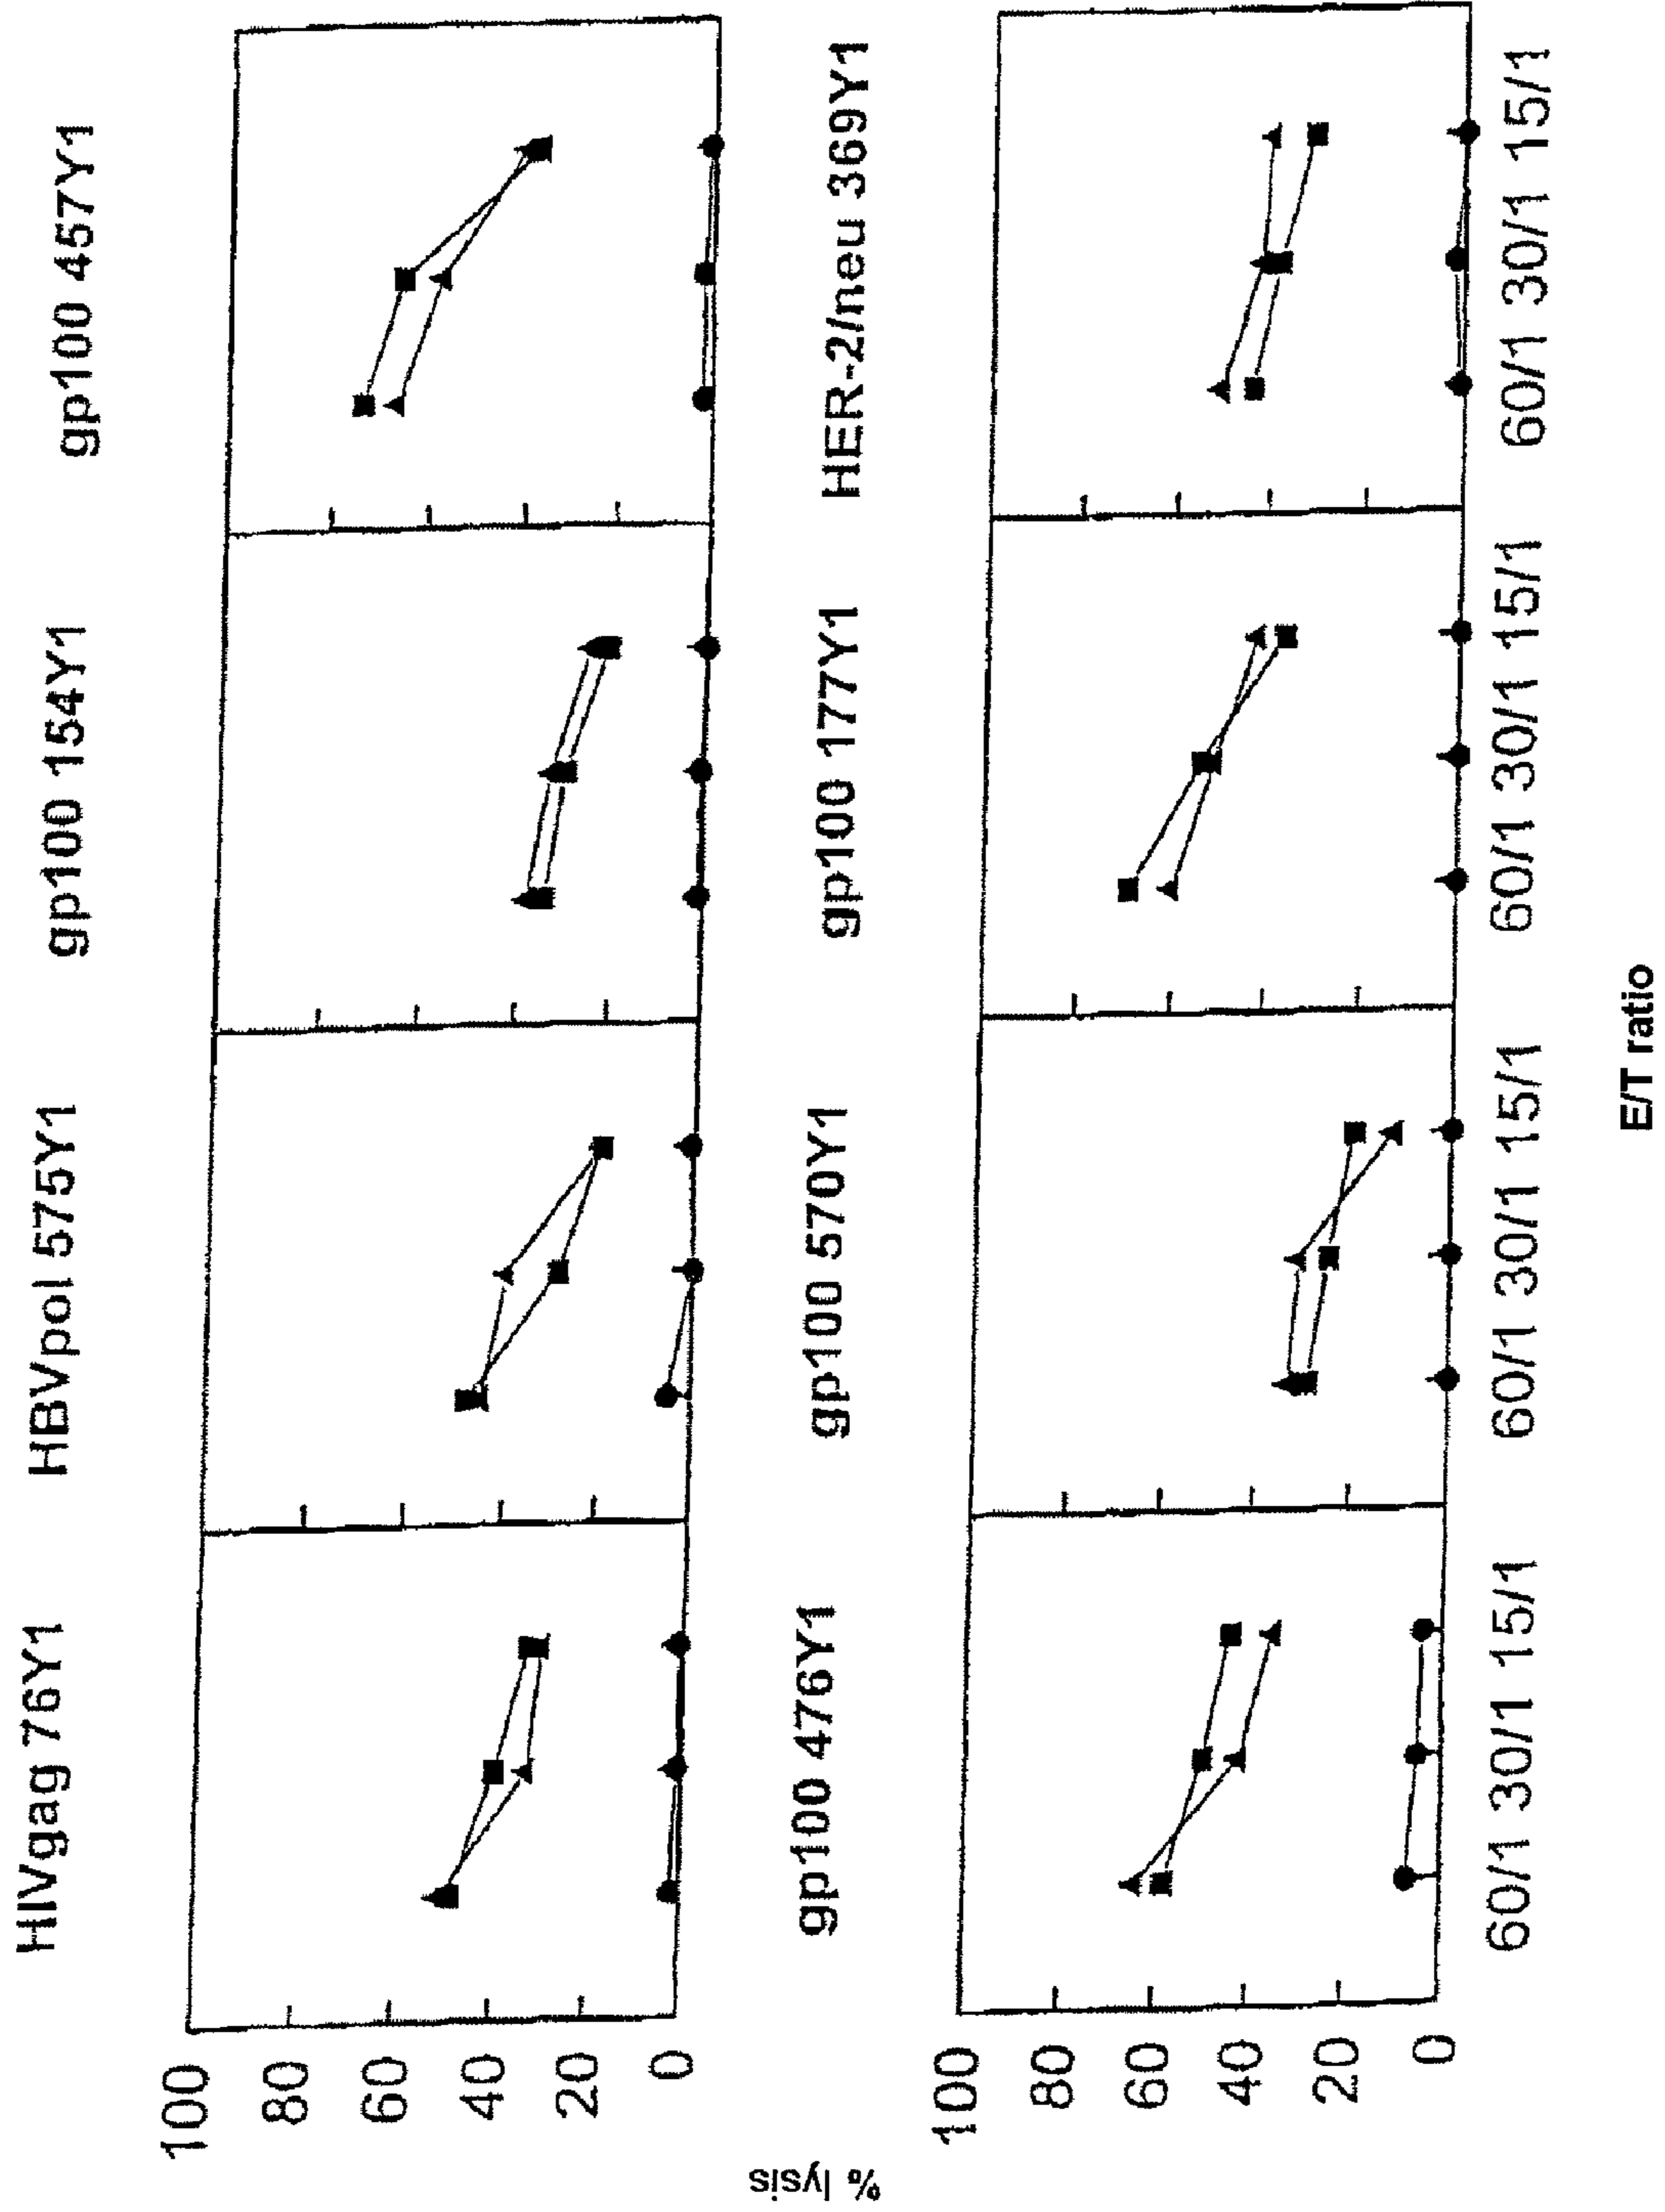 HIVgag 76Y1 HBVpol 575Y1 gp100 154Y1 gp100 457Y1
100
80
60
40
20
0
% lysis
gp100 476Y1 gp100 570Y1 gp100 177Y1 HER-2/neu 369Y1
100
80
60
40
20
0
60/1 30/1 15/1 60/1 30/1 15/1 60/1 30/1 15/1 60/1 30/1 15/1
E/T ratio